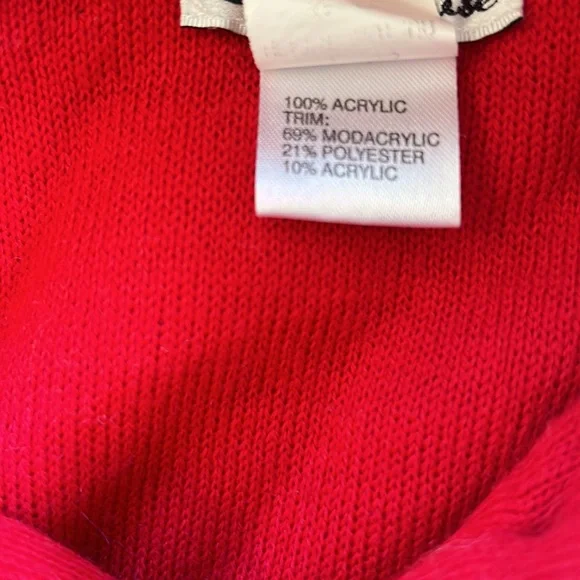 100% ACRYLIC
TRIM:
69% MODACRYLIC
21% POLYESTER
10% ACRYLIC